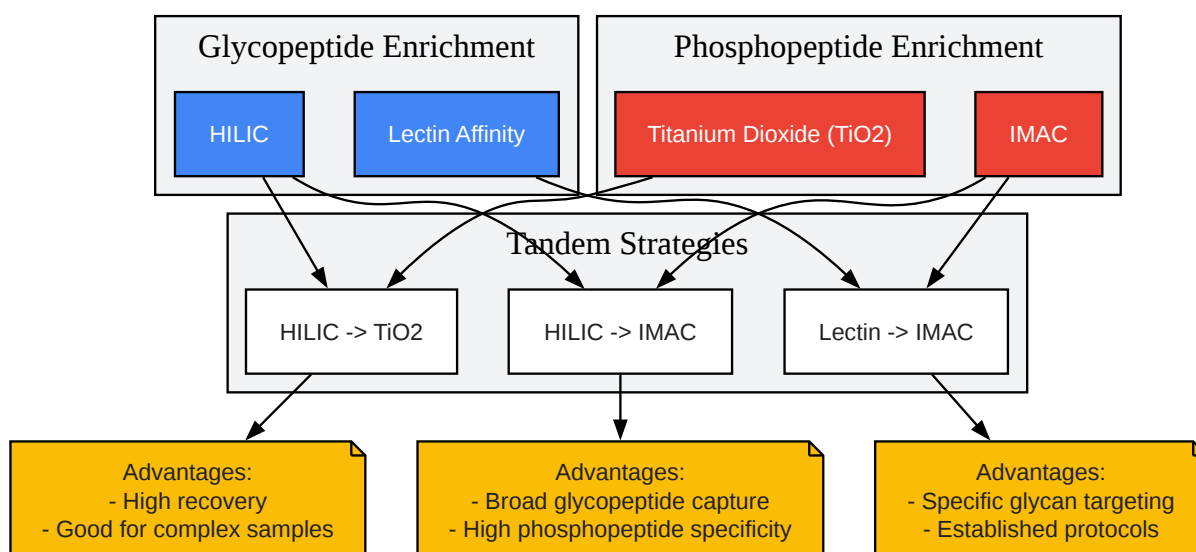 Glycopeptide Enrichment
Phosphopeptide Enrichment
HILIC
Lectin Affinity
Titanium Dioxide (TiO2)
IMAC
Tandem Strategies
HILIC -> TiO2
HILIC -> IMAC
Lectin -> IMAC
Advantages:
- High recovery
- Good for complex samples
Advantages:
- Broad glycopeptide capture
- High phosphopeptide specificity
Advantages:
- Specific glycan targeting
- Established protocols